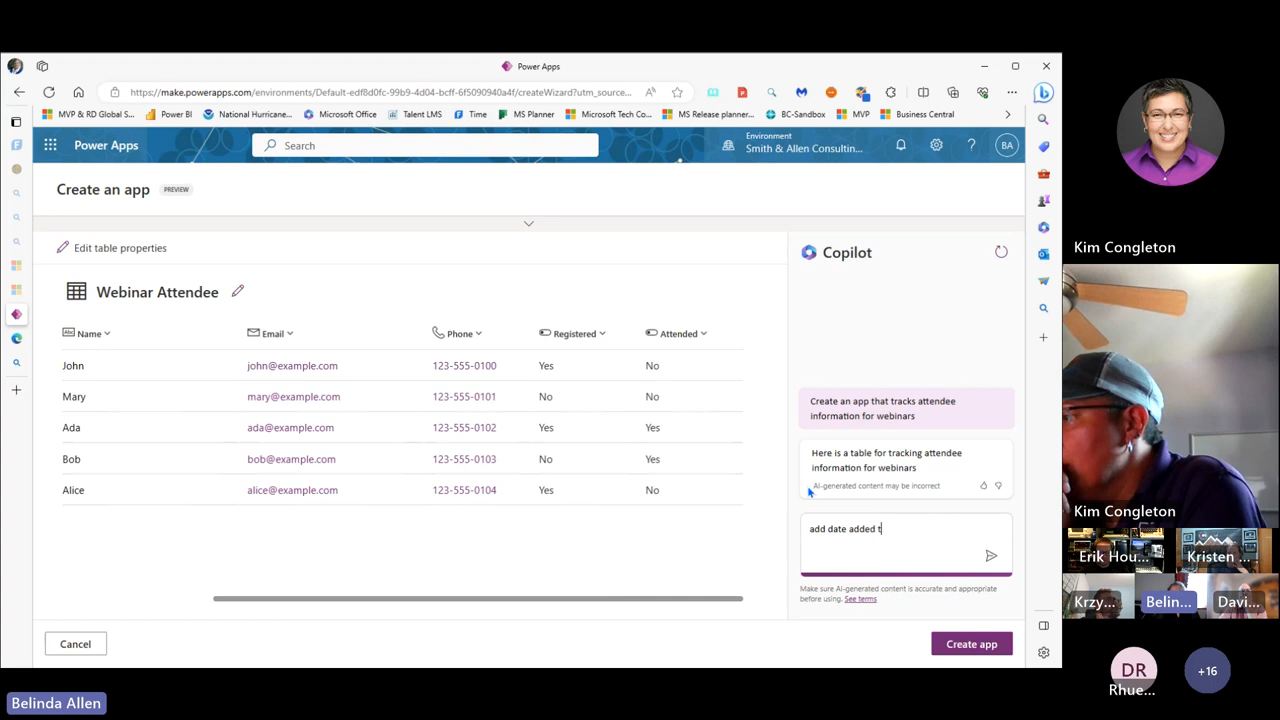 Power Apps
https://make.powerapps.com/environments/Default-edf8d0fc-99b9-4d04-bcff-6f5090940a4f/createWizard?utm_source...
MVP & RD Global S...
Power BI
National Hurricane...
Microsoft Office
Talent LMS
Time
MS Planner
Microsoft Tech Co...
MS Release planner...
BC-Sandbox
MVP
Business Central
Power Apps
Search
Environment
Smith & Allen Consultin...
BA
Create an app
PREVIEW
Edit table properties
Webinar Attendee
Abc Name Email Phone Registered Attended
John john@example.com 123-555-0100 Yes No
Mary mary@example.com 123-555-0101 No No
Ada ada@example.com 123-555-0102 Yes Yes
Bob bob@example.com 123-555-0103 No Yes
Alice alice@example.com 123-555-0104 Yes No
Copilot
Create an app that tracks attendee
information for webinars
Here is a table for tracking attendee
information for webinars
AI-generated content may be incorrect
add date added t
Make sure AI-generated content is accurate and appropriate
before using. See terms
Cancel
Create app
Kim Congleton
Kim Congleton
Erik Hou...
Kristen ...
Krzy...
Belin...
Davi...
DR
Rhue...
+16
Belinda Allen